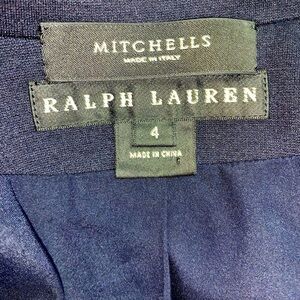 MITCHELLS
MADE IN ITALY
RALPH LAUREN
4
MADE IN CHINA